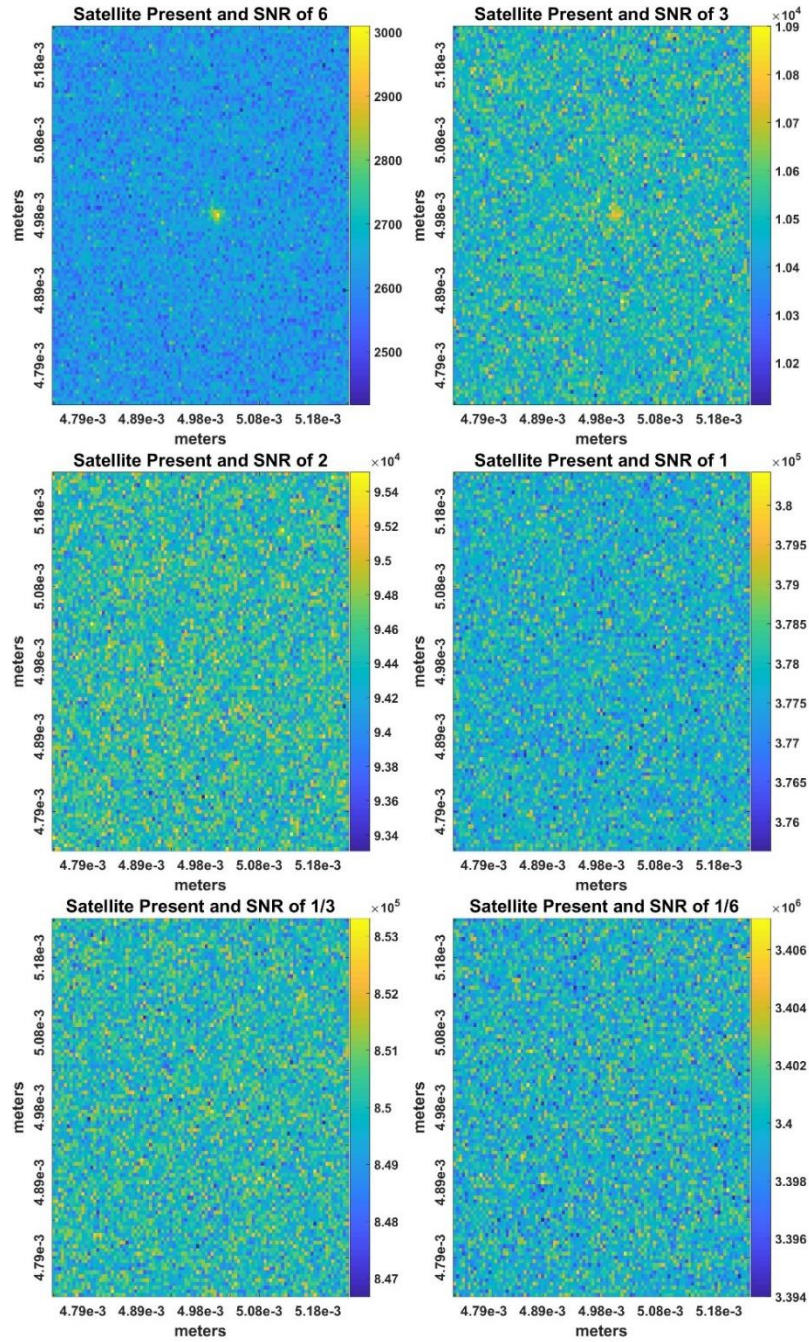 Satellite Present and SNR of 6
3000
2900
2800
2700
2600
2500
5.18e-3
5.08e-3
4.98e-3
4.89e-3
4.79e-3
meters
4.79e-3 4.89e-3 4.98e-3 5.08e-3 5.18e-3
meters
Satellite Present and SNR of 3
×10⁴
1.09
1.08
1.07
1.06
1.05
1.04
1.03
1.02
5.18e-3
5.08e-3
4.98e-3
4.89e-3
4.79e-3
meters
4.79e-3 4.89e-3 4.98e-3 5.08e-3 5.18e-3
meters
Satellite Present and SNR of 2
×10⁴
9.54
9.52
9.5
9.48
9.46
9.44
9.42
9.4
9.38
9.36
9.34
5.18e-3
5.08e-3
4.98e-3
4.89e-3
4.79e-3
meters
4.79e-3 4.89e-3 4.98e-3 5.08e-3 5.18e-3
meters
Satellite Present and SNR of 1
×10⁵
3.8
3.795
3.79
3.785
3.78
3.775
3.77
3.765
3.76
5.18e-3
5.08e-3
4.98e-3
4.89e-3
4.79e-3
meters
4.79e-3 4.89e-3 4.98e-3 5.08e-3 5.18e-3
meters
Satellite Present and SNR of 1/3
×10⁵
8.53
8.52
8.51
8.5
8.49
8.48
8.47
5.18e-3
5.08e-3
4.98e-3
4.89e-3
4.79e-3
meters
4.79e-3 4.89e-3 4.98e-3 5.08e-3 5.18e-3
meters
Satellite Present and SNR of 1/6
×10⁶
3.406
3.404
3.402
3.4
3.398
3.396
3.394
5.18e-3
5.08e-3
4.98e-3
4.89e-3
4.79e-3
meters
4.79e-3 4.89e-3 4.98e-3 5.08e-3 5.18e-3
meters